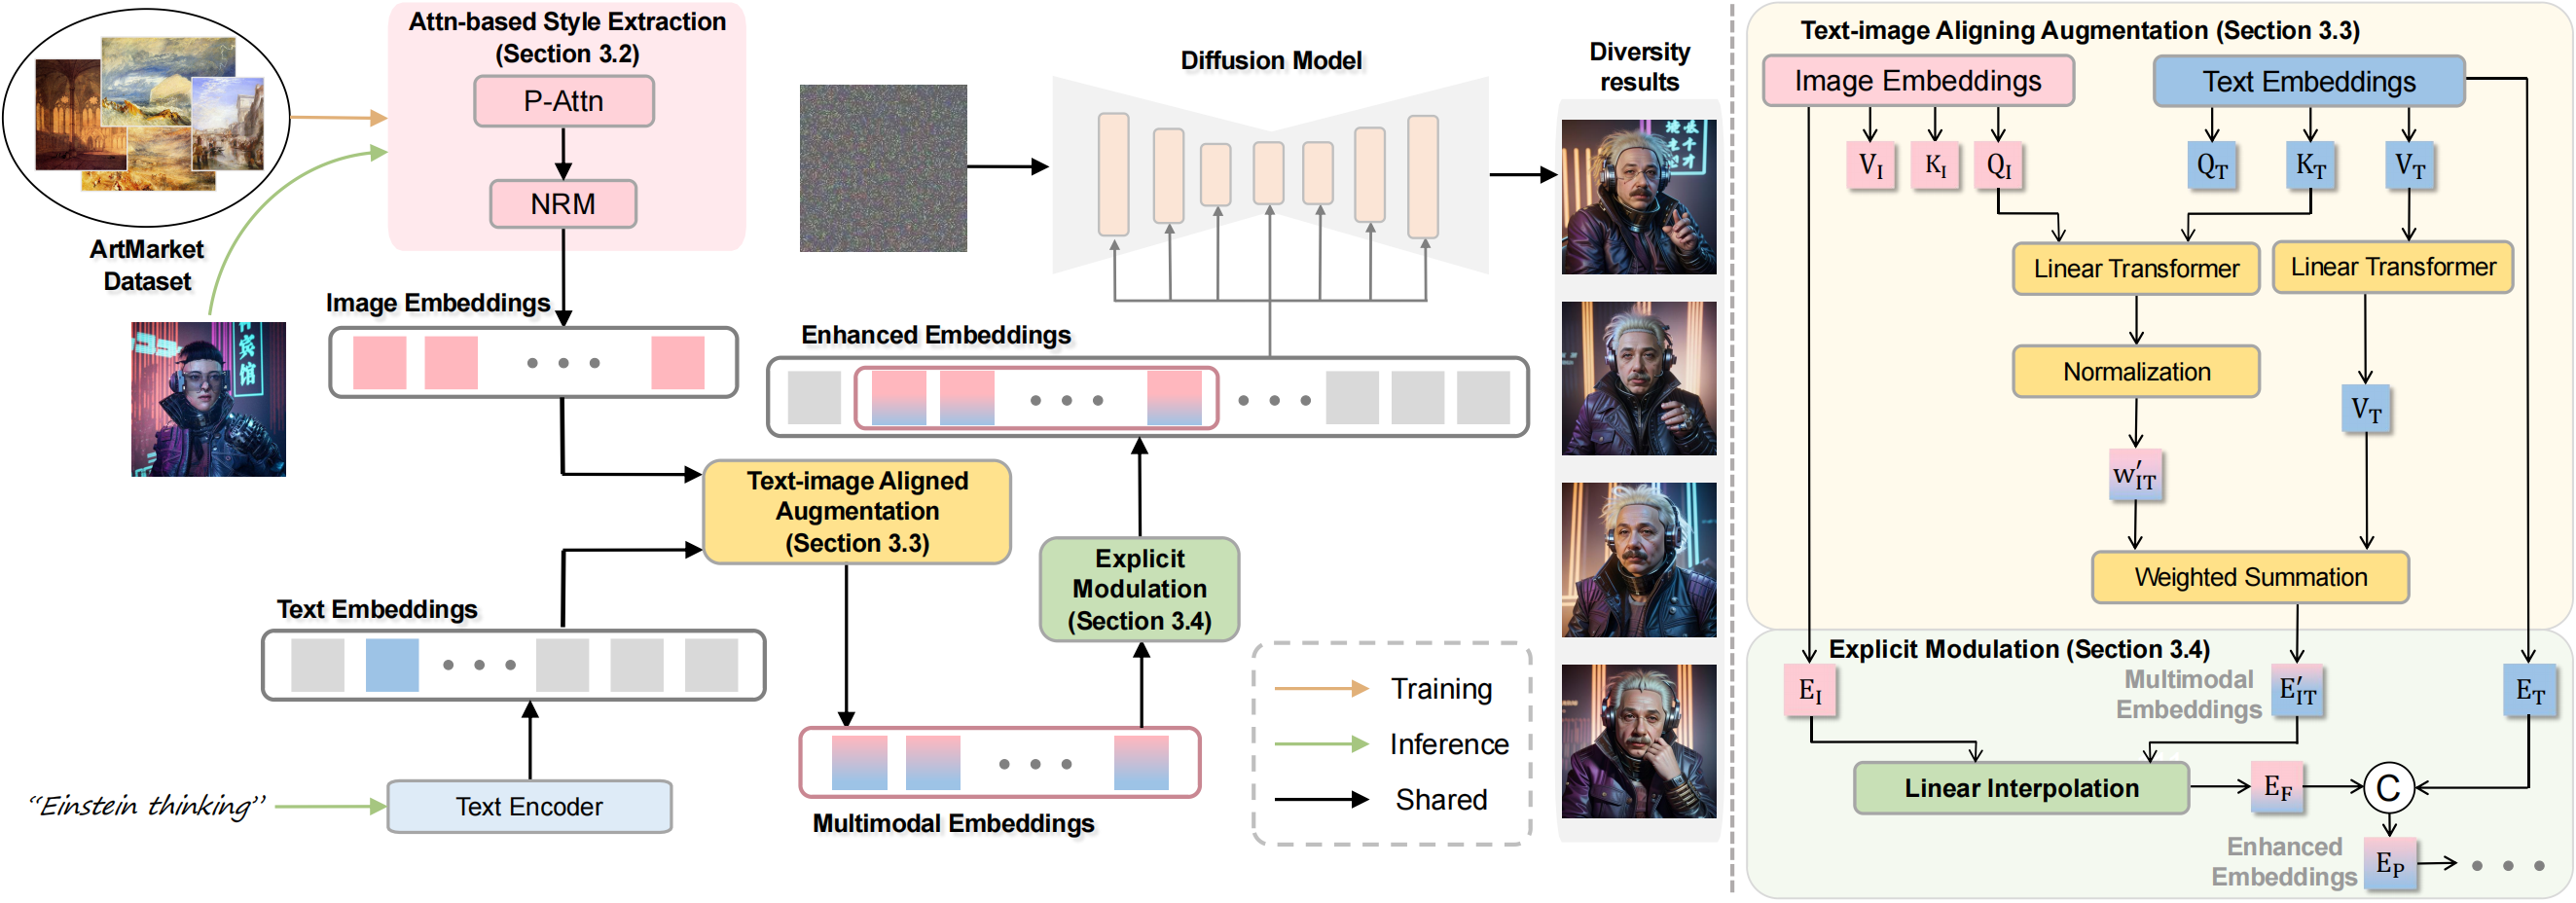 Attn-based Style Extraction
(Section 3.2)
P-Attn
NRM
ArtMarket
Dataset
宾
馆
Image Embeddings
Text Embeddings
“Einstein thinking”
Text Encoder
Text-image Aligned
Augmentation
(Section 3.3)
Multimodal Embeddings
Explicit
Modulation
(Section 3.4)
Enhanced Embeddings
Diffusion Model
Diversity
results
Training
Inference
Shared
Text-image Aligning Augmentation (Section 3.3)
Image Embeddings
Text Embeddings
V_I
K_I
Q_I
Q_T
K_T
V_T
Linear Transformer
Linear Transformer
Normalization
V_T
w′_IT
Weighted Summation
Explicit Modulation (Section 3.4)
E_I
Multimodal
Embeddings
E′_IT
E_T
Linear Interpolation
E_F
C
Enhanced
Embeddings
E_P